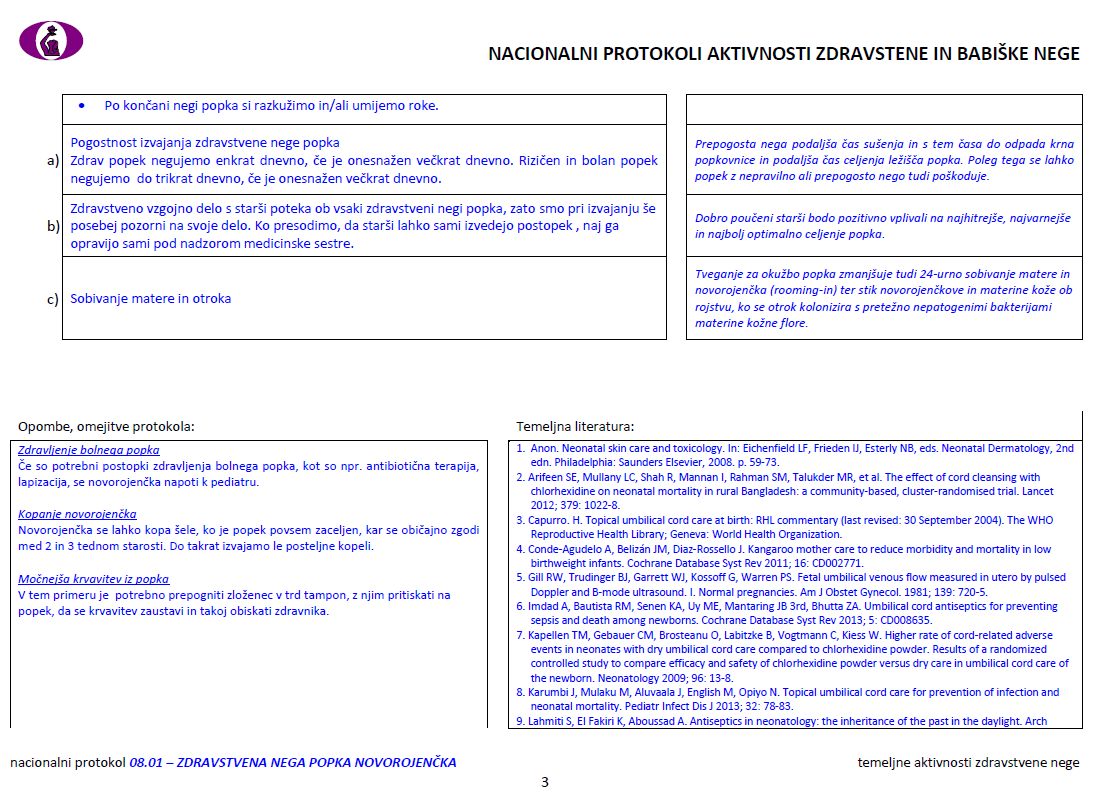 NACIONALNI PROTOKOLI AKTIVNOSTI ZDRAVSTENE IN BABIŠKE NEGE
• Po končani negi popka si razkužimo in/ali umijemo roke.
a) Pogostnost izvajanja zdravstvene nege popka
Zdrav popek negujemo enkrat dnevno, če je onesnažen večkrat dnevno. Rizičen in bolan popek
negujemo do trikrat dnevno, če je onesnažen večkrat dnevno.
Prepogosta nega podaljša čas sušenja in s tem časa do odpada krna
popkovnice in podaljša čas celjenja ležišča popka. Poleg tega se lahko
popek z nepravilno ali prepogosto nego tudi poškoduje.
b) Zdravstveno vzgojno delo s starši poteka ob vsaki zdravstveni negi popka, zato smo pri izvajanju še
posebej pozorni na svoje delo. Ko presodimo, da starši lahko sami izvedejo postopek , naj ga
opravijo sami pod nadzorom medicinske sestre.
Dobro poučeni starši bodo pozitivno vplivali na najhitrejše, najvarnejše
in najbolj optimalno celjenje popka.
c) Sobivanje matere in otroka
Tveganje za okužbo popka zmanjšuje tudi 24-urno sobivanje matere in
novorojenčka (rooming-in) ter stik novorojenčkove in materine kože ob
rojstvu, ko se otrok kolonizira s pretežno nepatogenimi bakterijami
materine kožne flore.
Opombe, omejitve protokola:
Zdravljenje bolnega popka
Če so potrebni postopki zdravljenja bolnega popka, kot so npr. antibiotična terapija,
lapizacija, se novorojenčka napoti k pediatru.
Kopanje novorojenčka
Novorojenčka se lahko kopa šele, ko je popek povsem zaceljen, kar se običajno zgodi
med 2 in 3 tednom starosti. Do takrat izvajamo le posteljne kopeli.
Močnejša krvavitev iz popka
V tem primeru je potrebno prepogniti zloženec v trd tampon, z njim pritiskati na
popek, da se krvavitev zaustavi in takoj obiskati zdravnika.
Temeljna literatura:
1. Anon. Neonatal skin care and toxicology. In: Eichenfield LF, Frieden IJ, Esterly NB, eds. Neonatal Dermatology, 2nd
edn. Philadelphia: Saunders Elsevier, 2008. p. 59-73.
2. Arifeen SE, Mullany LC, Shah R, Mannan I, Rahman SM, Talukder MR, et al. The effect of cord cleansing with
chlorhexidine on neonatal mortality in rural Bangladesh: a community-based, cluster-randomised trial. Lancet
2012; 379: 1022-8.
3. Capurro. H. Topical umbilical cord care at birth: RHL commentary (last revised: 30 September 2004). The WHO
Reproductive Health Library; Geneva: World Health Organization.
4. Conde-Agudelo A, Belizán JM, Diaz-Rossello J. Kangaroo mother care to reduce morbidity and mortality in low
birthweight infants. Cochrane Database Syst Rev 2011; 16: CD002771.
5. Gill RW, Trudinger BJ, Garrett WJ, Kossoff G, Warren PS. Fetal umbilical venous flow measured in utero by pulsed
Doppler and B-mode ultrasound. I. Normal pregnancies. Am J Obstet Gynecol. 1981; 139: 720-5.
6. Imdad A, Bautista RM, Senen KA, Uy ME, Mantaring JB 3rd, Bhutta ZA. Umbilical cord antiseptics for preventing
sepsis and death among newborns. Cochrane Database Syst Rev 2013; 5: CD008635.
7. Kapellen TM, Gebauer CM, Brosteanu O, Labitzke B, Vogtmann C, Kiess W. Higher rate of cord-related adverse
events in neonates with dry umbilical cord care compared to chlorhexidine powder. Results of a randomized
controlled study to compare efficacy and safety of chlorhexidine powder versus dry care in umbilical cord care of
the newborn. Neonatology 2009; 96: 13-8.
8. Karumbi J, Mulaku M, Aluvaala J, English M, Opiyo N. Topical umbilical cord care for prevention of infection and
neonatal mortality. Pediatr Infect Dis J 2013; 32: 78-83.
9. Lahmiti S, El Fakiri K, Aboussad A. Antiseptics in neonatology: the inheritance of the past in the daylight. Arch
nacionalni protokol 08.01 – ZDRAVSTVENA NEGA POPKA NOVOROJENČKA
temeljne aktivnosti zdravstvene nege
3